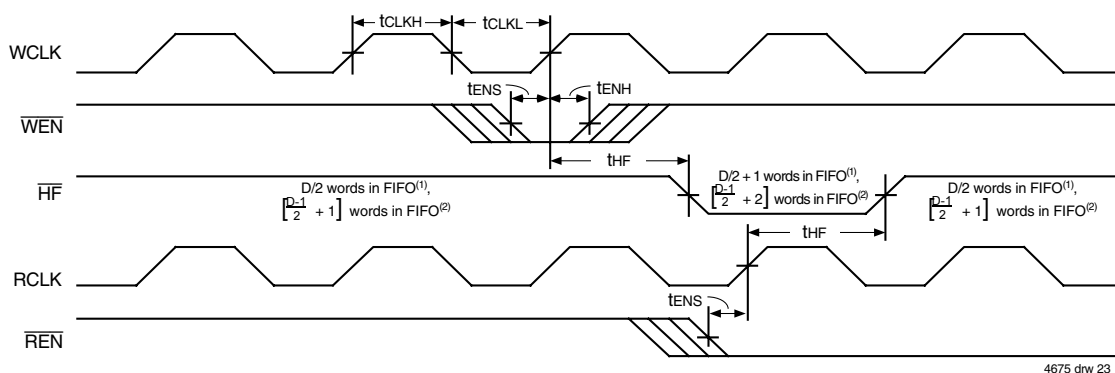 tCLKH
tCLKL
WCLK
tENS
tENH
WEN
tHF
HF
D/2 words in FIFO(1),
[D-1/2 + 1] words in FIFO(2)
D/2 + 1 words in FIFO(1),
[D-1/2 + 2] words in FIFO(2)
D/2 words in FIFO(1),
[D-1/2 + 1] words in FIFO(2)
tHF
RCLK
tENS
REN
4675 drw 23